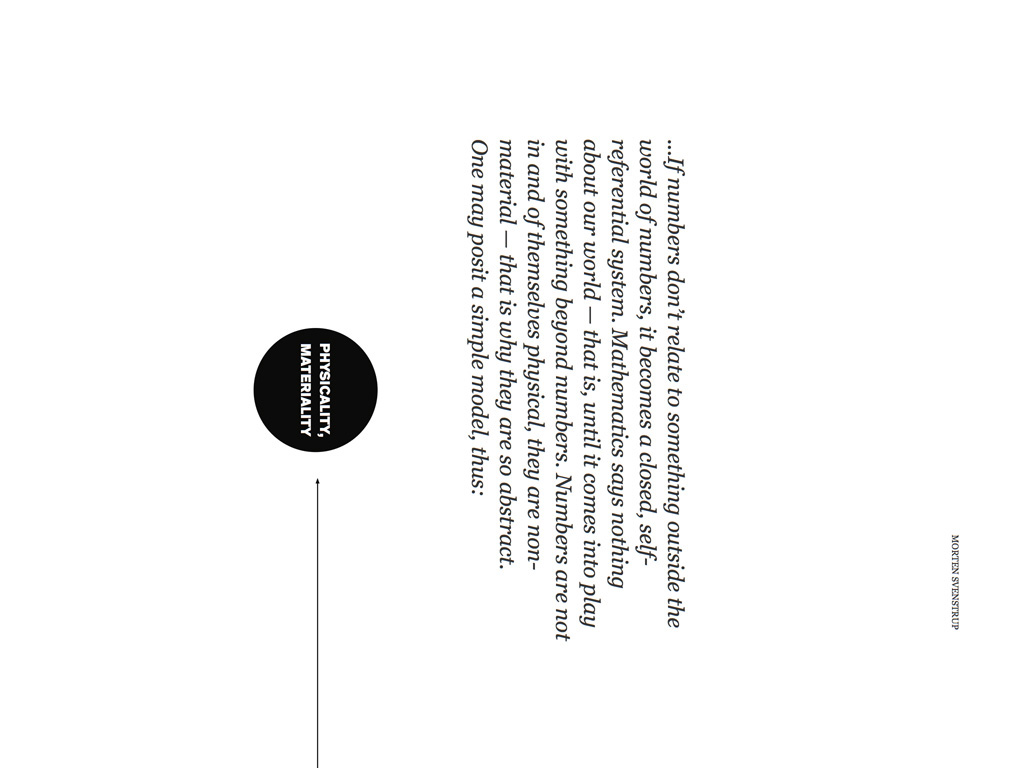 MORTEN SVENSTRUP
...If numbers don’t relate to something outside the
world of numbers, it becomes a closed, self-
referential system. Mathematics says nothing
about our world — that is, until it comes into play
with something beyond numbers. Numbers are not
in and of themselves physical, they are non-
material — that is why they are so abstract.
One may posit a simple model, thus:
PHYSICALITY,
MATERIALITY